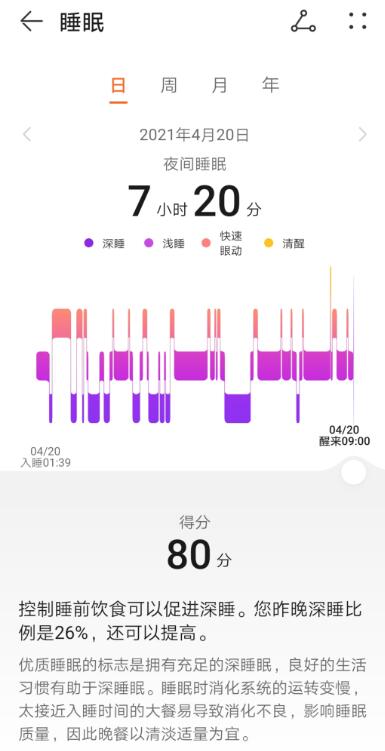 睡眠
日 周 月 年
2021年4月20日
夜间睡眠
7 小时 20 分
深睡 浅睡 快速眼动 清醒
04/20
入睡01:39
04/20
醒来09:00
得分
80 分
控制睡前饮食可以促进深睡。您昨晚深睡比
例是26%，还可以提高。
优质睡眠的标志是拥有充足的深睡眠，良好的生活
习惯有助于深睡眠。睡眠时消化系统的运转变慢，
太接近入睡时间的大餐易导致消化不良，影响睡眠
质量，因此晚餐以清淡适量为宜。